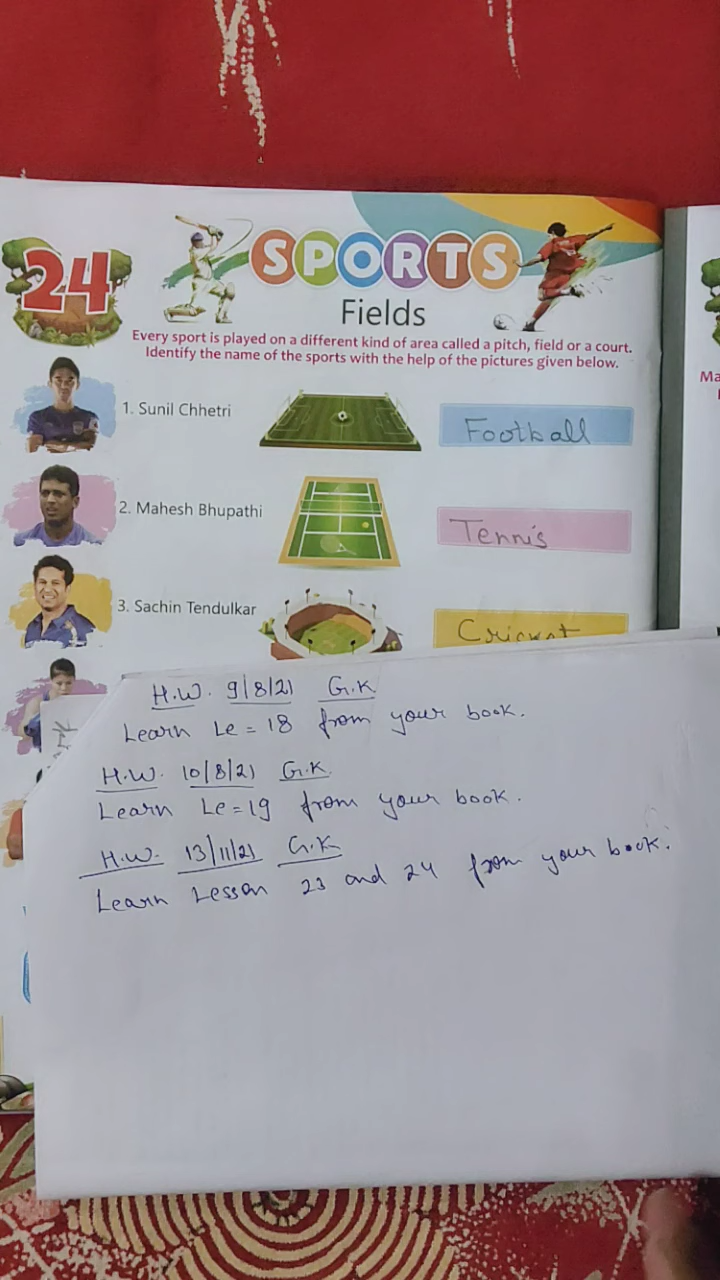 24
SPORTS
Fields
Every sport is played on a different kind of area called a pitch, field or a court.
Identify the name of the sports with the help of the pictures given below.
Ma
1. Sunil Chhetri
Football
2. Mahesh Bhupathi
Tennis
3. Sachin Tendulkar
Cricket
H.W. 9/8/21 G.K
Learn Le = 18 from your book.
H.W. 10/8/21 G.K.
Learn Le = 19 from your book.
H.W. 13/11/21 G.K
Learn Lesson 23 and 24 from your book.